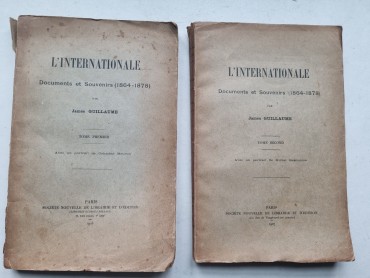 L'INTERNATIONALE
Documents et Souvenirs (1864-1878)
PAR
James GUILLAUME
TOME PREMIER
PARIS
SOCIÉTÉ NOUVELLE DE LIBRAIRIE ET D'ÉDITION
L'INTERNATIONALE
Documents et Souvenirs (1864-1878)
PAR
James GUILLAUME
TOME SECOND
PARIS
SOCIÉTÉ NOUVELLE DE LIBRAIRIE ET D'ÉDITION